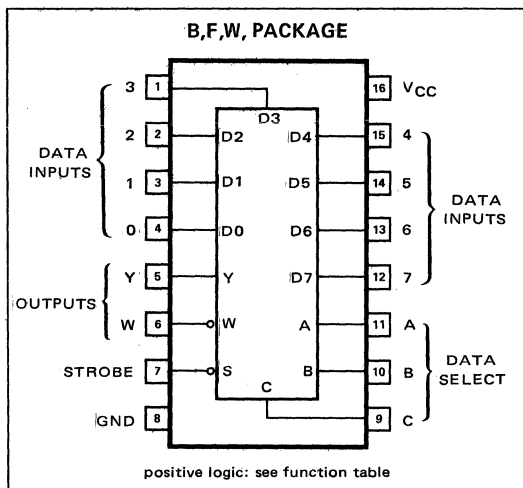 B,F,W, PACKAGE
3 1 16 VCC
D3
2 2 D2 D4 15 4
DATA INPUTS
1 3 D1 D5 14 5
DATA INPUTS
0 4 D0 D6 13 6
Y 5 Y D7 12 7
OUTPUTS
W 6 W A 11 A
STROBE 7 S B 10 B
DATA SELECT
C
GND 8 9 C
positive logic: see function table